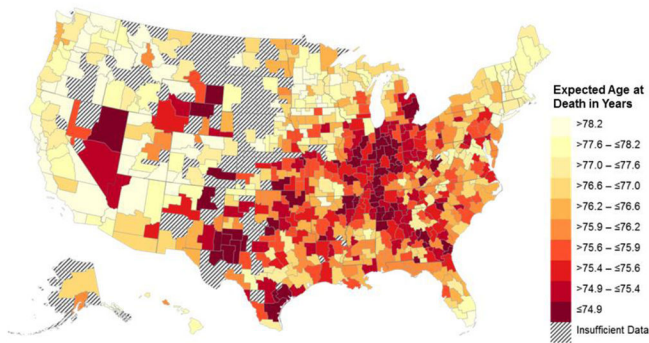 Expected Age at
Death in Years
>78.2
>77.6 – ≤78.2
>77.0 – ≤77.6
>76.6 – ≤77.0
>76.2 – ≤76.6
>75.9 – ≤76.2
>75.6 – ≤75.9
>75.4 – ≤75.6
>74.9 – ≤75.4
≤74.9
Insufficient Data